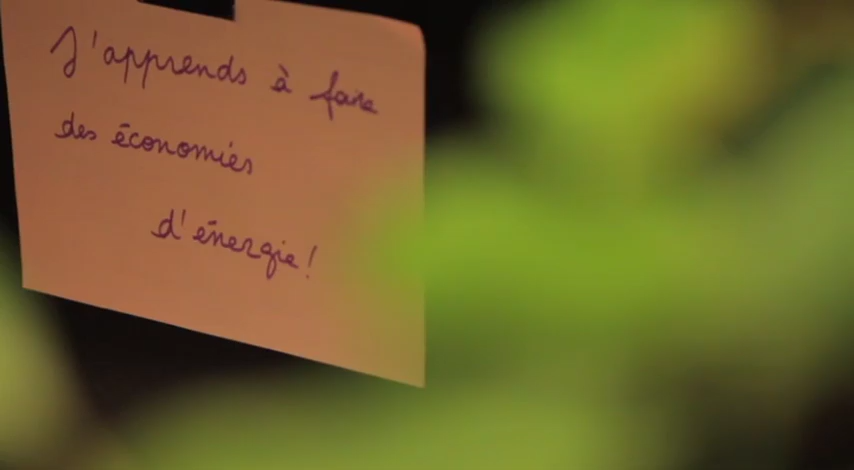 J'apprends à faire
des économies
d'énergie!